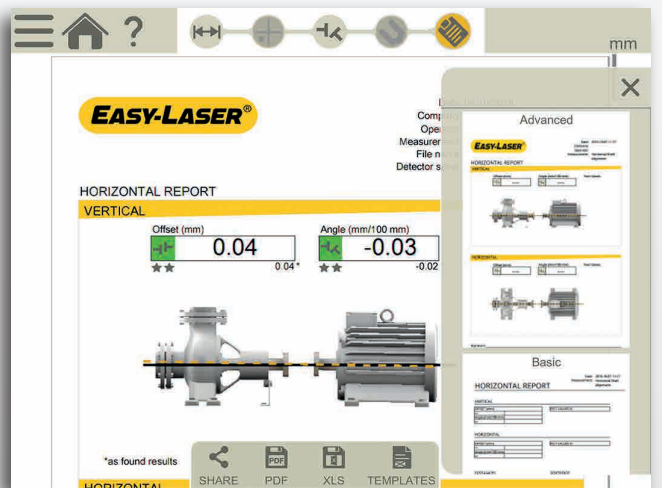 ?
mm
EASY-LASER®
Comp
Ope
Measurer
File n
Detector s
HORIZONTAL REPORT
VERTICAL
Offset (mm)
0.04
0.04 *
Angle (mm/100 mm)
-0.03
-0.02
*as found results
HORIZONTAL
SHARE
PDF
PDF
XLS
TEMPLATES
Advanced
EASY-LASER®
HORIZONTAL REPORT
VERTICAL
HORIZONTAL
Basic
HORIZONTAL REPORT
VERTICAL
HORIZONTAL